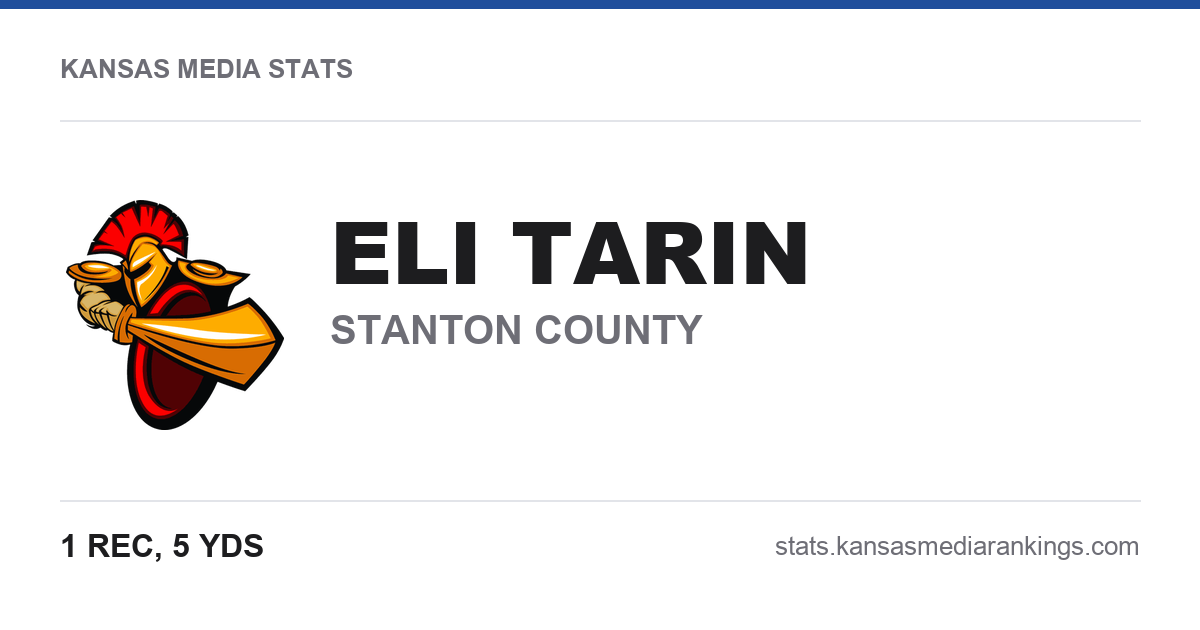 KANSAS MEDIA STATS
ELI TARIN
STANTON COUNTY
1 REC, 5 YDS
stats.kansasmediarankings.com